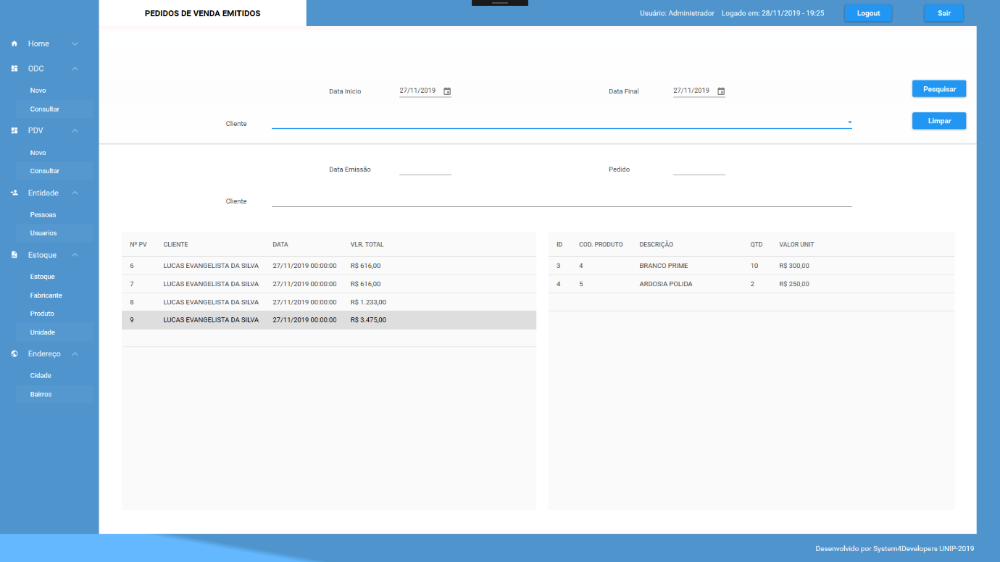 PEDIDOS DE VENDA EMITIDOS
Usuário: Administrador Logado em: 28/11/2019 - 19:25 Logout Sair
Home
ODC
Novo
Consultar
PDV
Novo
Consultar
Entidade
Pessoas
Usuarios
Estoque
Estoque
Fabricante
Produto
Unidade
Endereço
Cidade
Bairros
Data Inicio 27/11/2019 Data Final 27/11/2019 Pesquisar
Cliente Limpar
Data Emissão Pedido
Cliente
Nº PV CLIENTE DATA VLR. TOTAL
6 LUCAS EVANGELISTA DA SILVA 27/11/2019 00:00:00 R$ 616,00
7 LUCAS EVANGELISTA DA SILVA 27/11/2019 00:00:00 R$ 616,00
8 LUCAS EVANGELISTA DA SILVA 27/11/2019 00:00:00 R$ 1.233,00
9 LUCAS EVANGELISTA DA SILVA 27/11/2019 00:00:00 R$ 3.475,00
ID COD. PRODUTO DESCRIÇÃO QTD VALOR UNIT
3 4 BRANCO PRIME 10 R$ 300,00
4 5 ARDOSIA POLIDA 2 R$ 250,00
Desenvolvido por System4Developers UNIP-2019